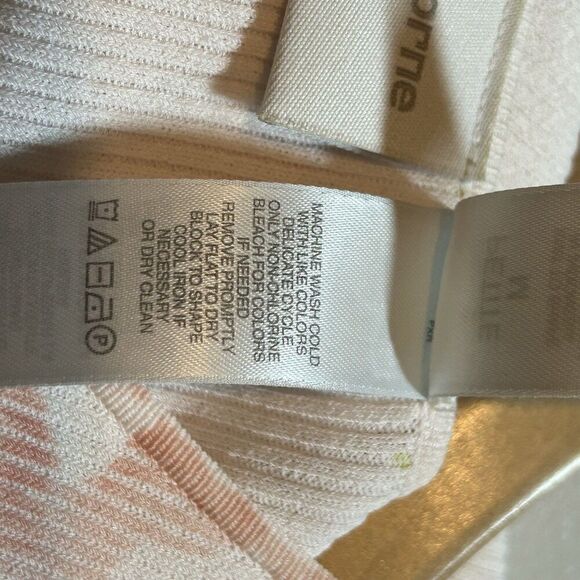 orne
MACHINE WASH COLD
WITH LIKE COLORS
DELICATE CYCLE
ONLY NON-CHLORINE
BLEACH FOR COLORS
IF NEEDED
REMOVE PROMPTLY
LAY FLAT TO DRY
BLOCK TO SHAPE
COOL IRON IF
NECESSARY
OR DRY CLEAN
P
PXR